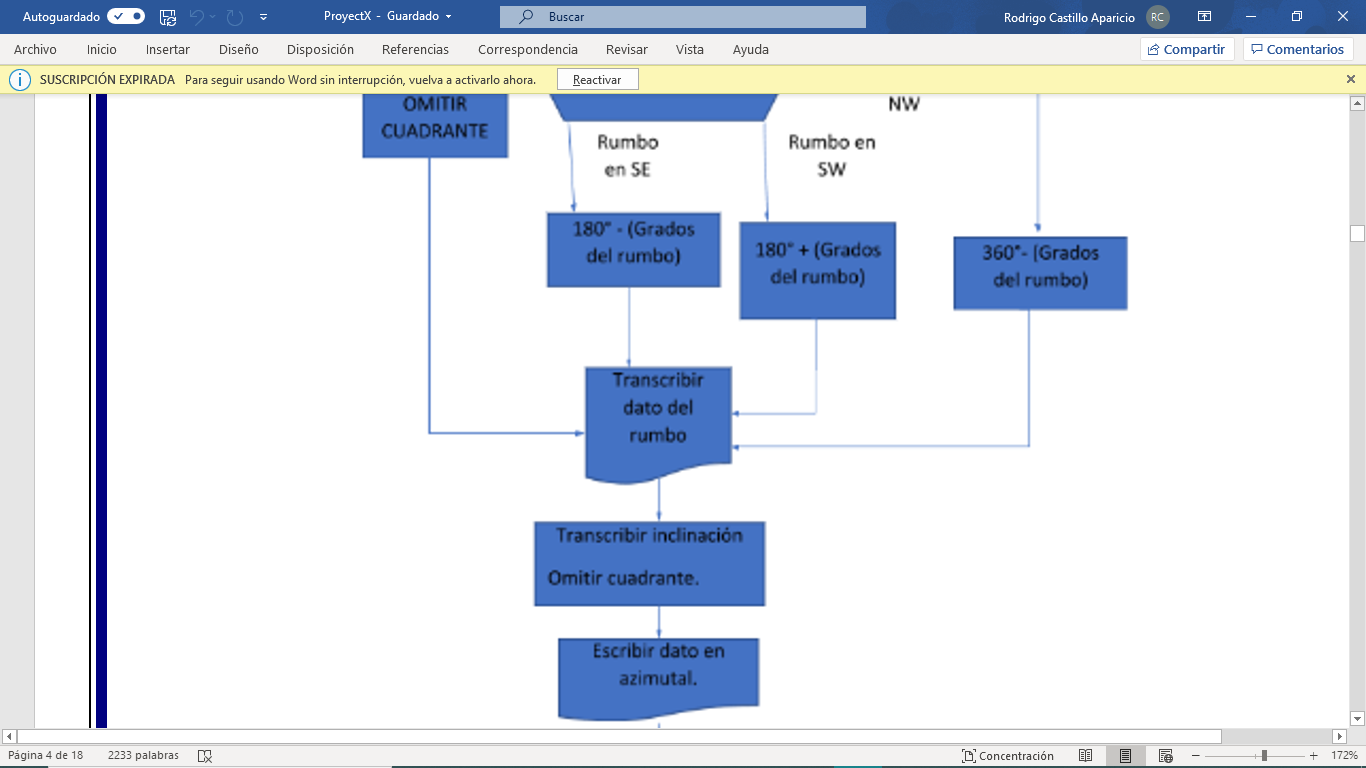 Autoguardado
ProyectX - Guardado
Buscar
Rodrigo Castillo Aparicio
RC
Archivo Inicio Insertar Diseño Disposición Referencias Correspondencia Revisar Vista Ayuda
Compartir
Comentarios
SUSCRIPCIÓN EXPIRADA Para seguir usando Word sin interrupción, vuelva a activarlo ahora.
Reactivar
OMITIR
CUADRANTE
NW
Rumbo
en SE
Rumbo en
SW
180° - (Grados
del rumbo)
180° + (Grados
del rumbo)
360°- (Grados
del rumbo)
Transcribir
dato del
rumbo
Transcribir inclinación
Omitir cuadrante.
Escribir dato en
azimutal.
Página 4 de 18 2233 palabras
Concentración
172%